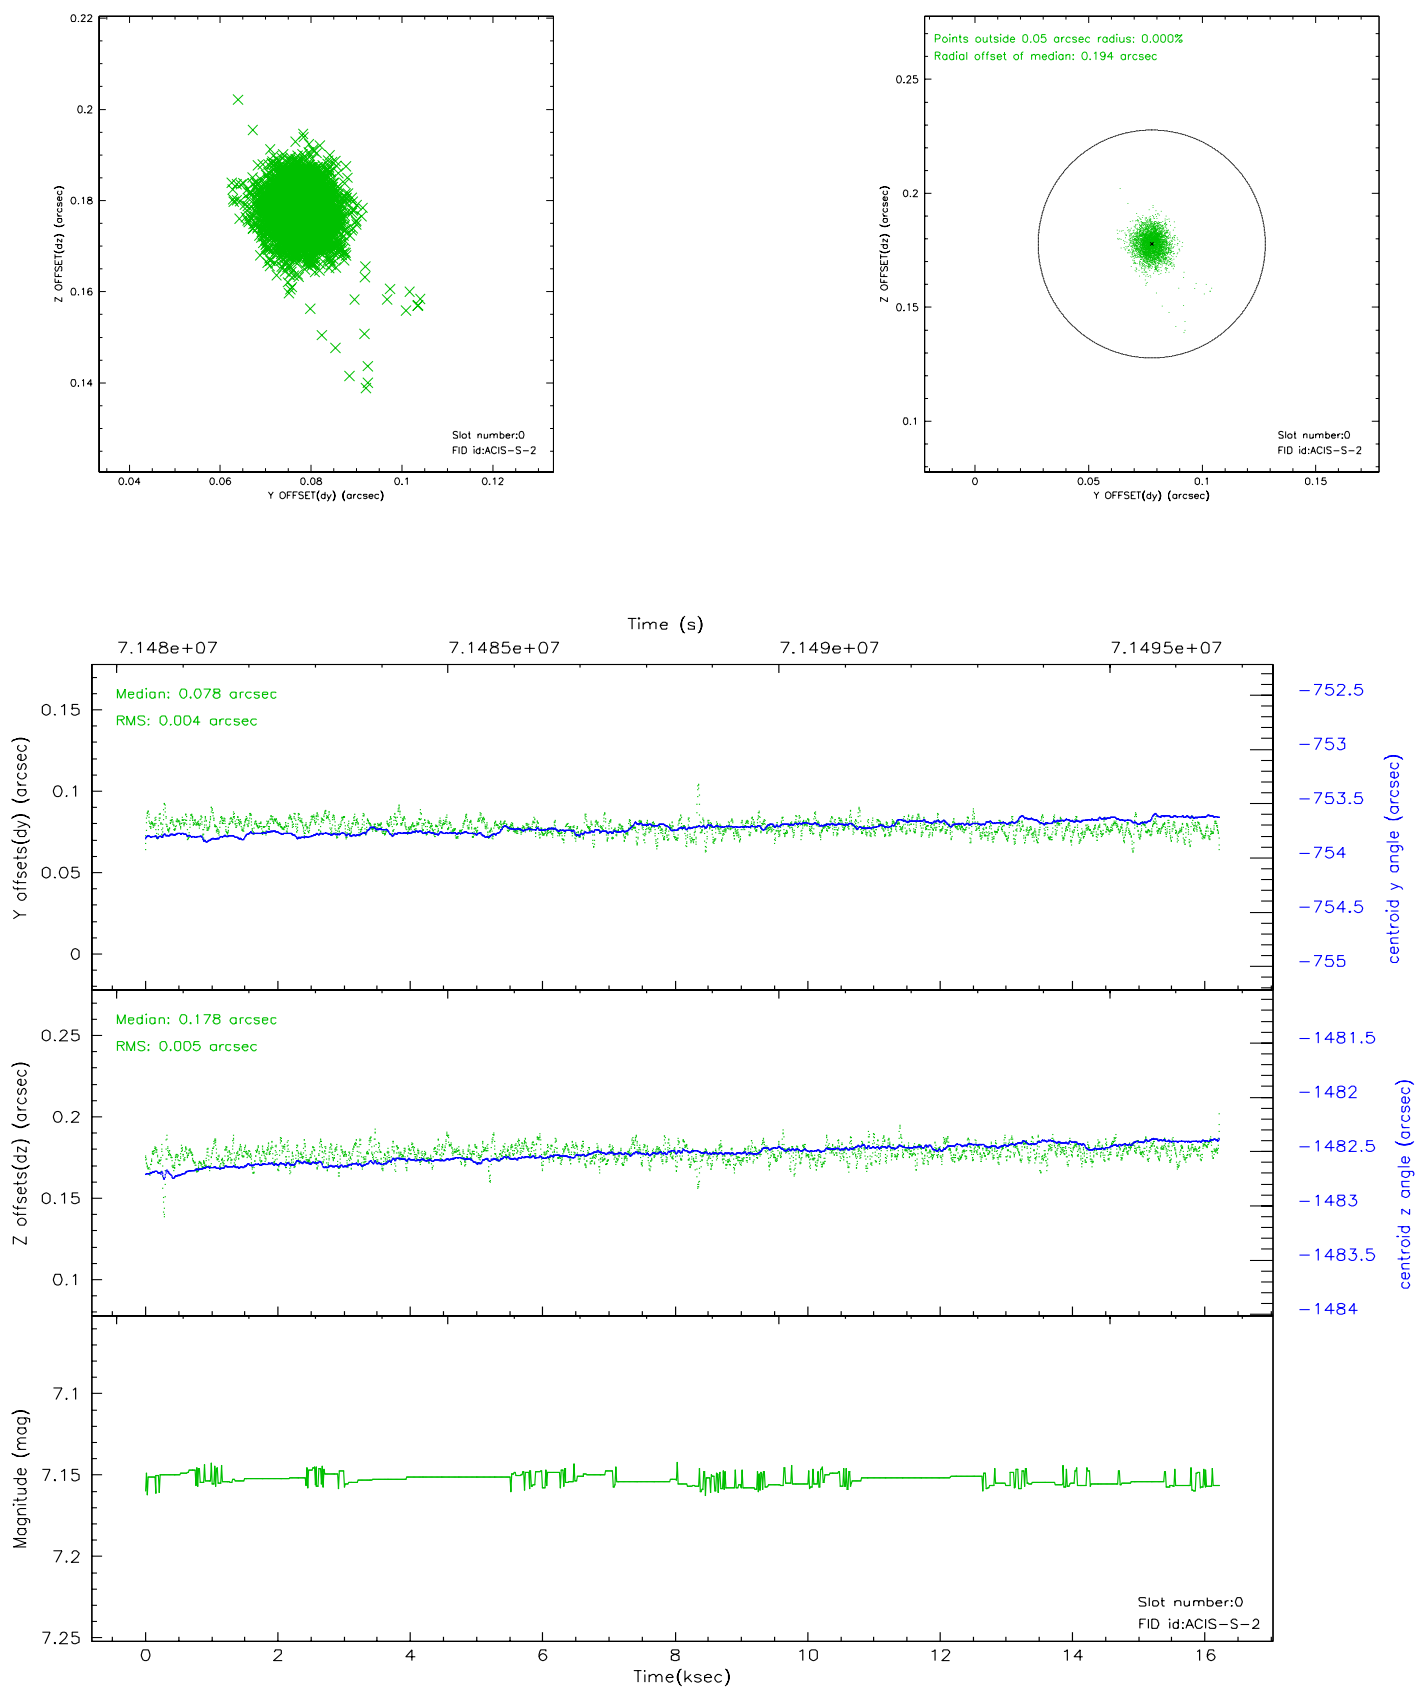 0.22
0.2
0.18
0.16
0.14
Z OFFSET(dz) (arcsec)
0.04 0.06 0.08 0.1 0.12
Y OFFSET(dy) (arcsec)
Slot number:0
FID id:ACIS-S-2
Points outside 0.05 arcsec radius: 0.000%
Radial offset of median: 0.194 arcsec
0.25
0.2
0.15
0.1
Z OFFSET(dz) (arcsec)
0 0.05 0.1 0.15
Y OFFSET(dy) (arcsec)
Slot number:0
FID id:ACIS-S-2
Time (s)
7.148e+07 7.1485e+07 7.149e+07 7.1495e+07
Median: 0.078 arcsec
RMS: 0.004 arcsec
0.15
0.1
0.05
0
Y offsets(dy) (arcsec)
-752.5
-753
-753.5
-754
-754.5
-755
centroid y angle (arcsec)
Median: 0.178 arcsec
RMS: 0.005 arcsec
0.25
0.2
0.15
0.1
Z offsets(dz) (arcsec)
-1481.5
-1482
-1482.5
-1483
-1483.5
-1484
centroid z angle (arcsec)
7.1
7.15
7.2
7.25
Magnitude (mag)
Slot number:0
FID id:ACIS-S-2
0 2 4 6 8 10 12 14 16
Time(ksec)